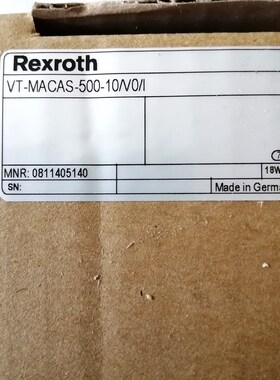 Rexroth
VT-MACAS-500-10/V0/I
MNR: 0811405140
18W
SN:
Made in Germa